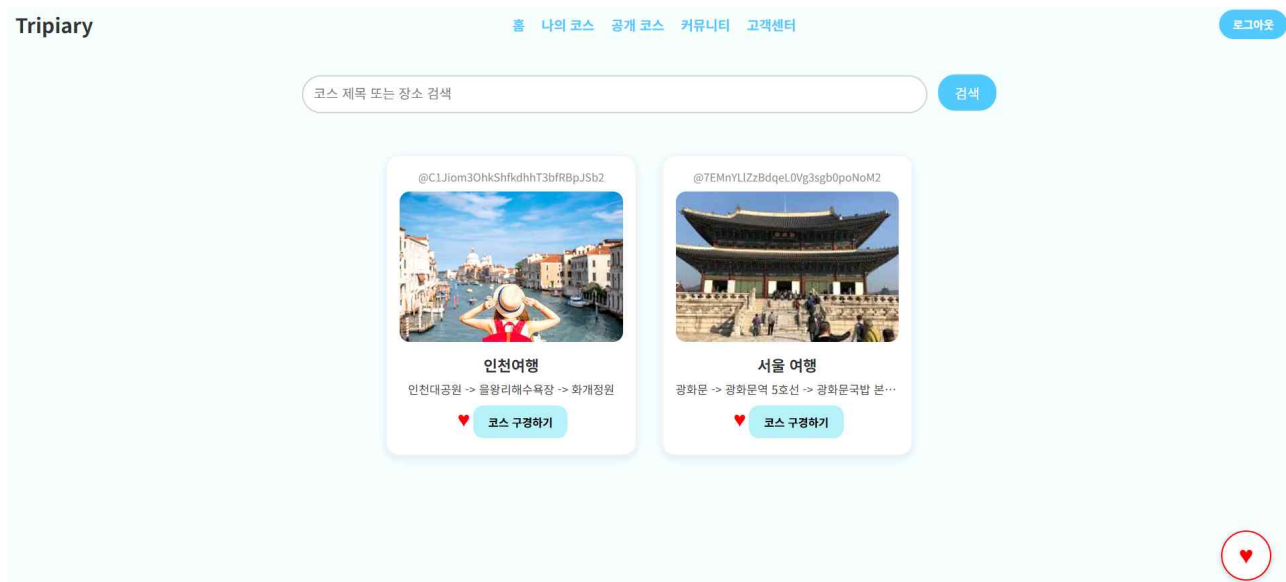 Tripiary
홈 나의 코스 공개 코스 커뮤니티 고객센터
로그아웃
코스 제목 또는 장소 검색
검색
@C1Jiom3OhkShfkdhhT3bfRBpJSb2
인천여행
인천대공원 -> 을왕리해수욕장 -> 화개정원
♥ 코스 구경하기
@7EMnYLIZzBdqeL0Vg3sgb0poNoM2
서울 여행
광화문 -> 광화문역 5호선 -> 광화문국밥 본…
♥ 코스 구경하기
♥